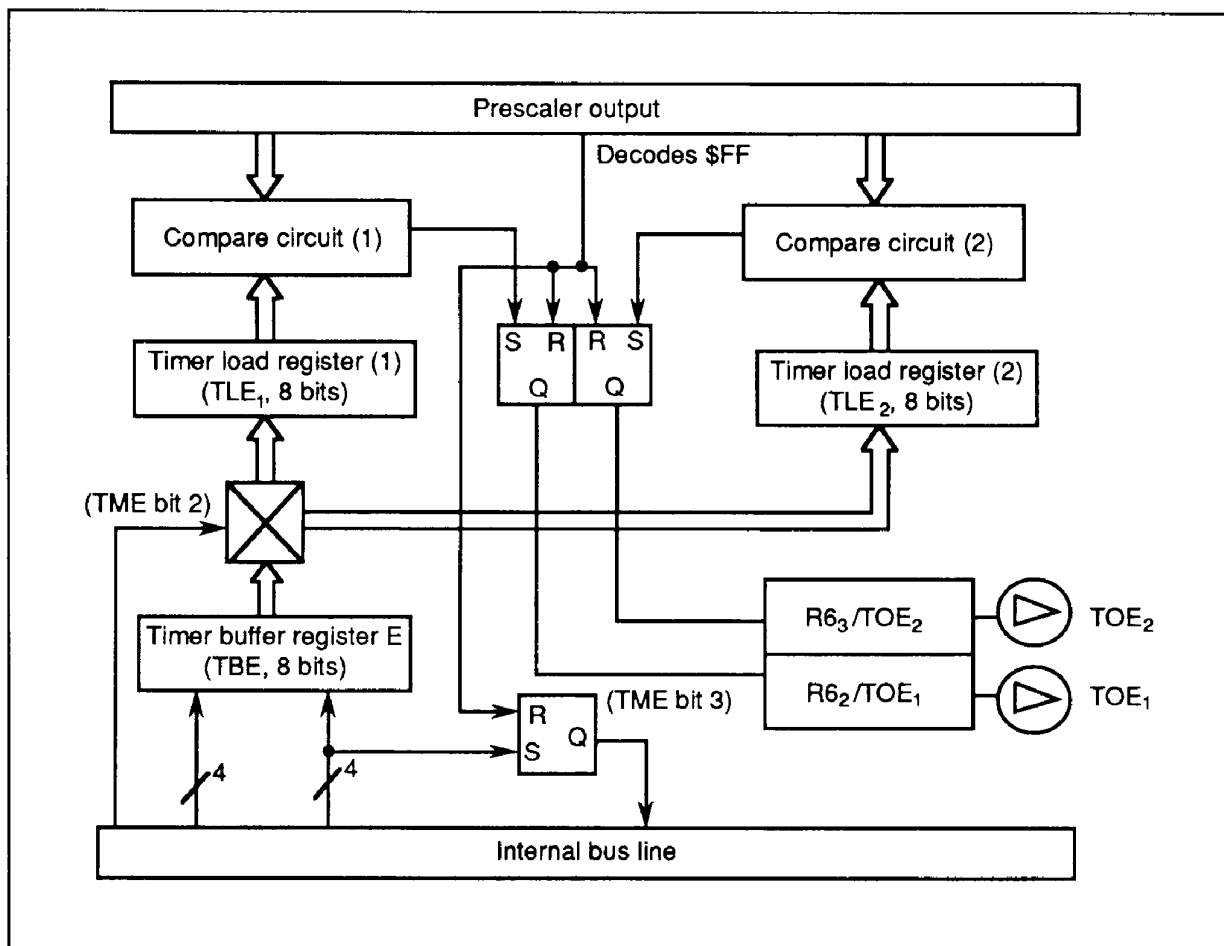 Prescaler output
Decodes $FF
Compare circuit (1)
Compare circuit (2)
S R R S
Q Q
Timer load register (1)
(TLE₁, 8 bits)
Timer load register (2)
(TLE₂, 8 bits)
(TME bit 2)
Timer buffer register E
(TBE, 8 bits)
R6₃/TOE₂
TOE₂
R6₂/TOE₁
TOE₁
(TME bit 3)
R
S
Q
4
4
Internal bus line